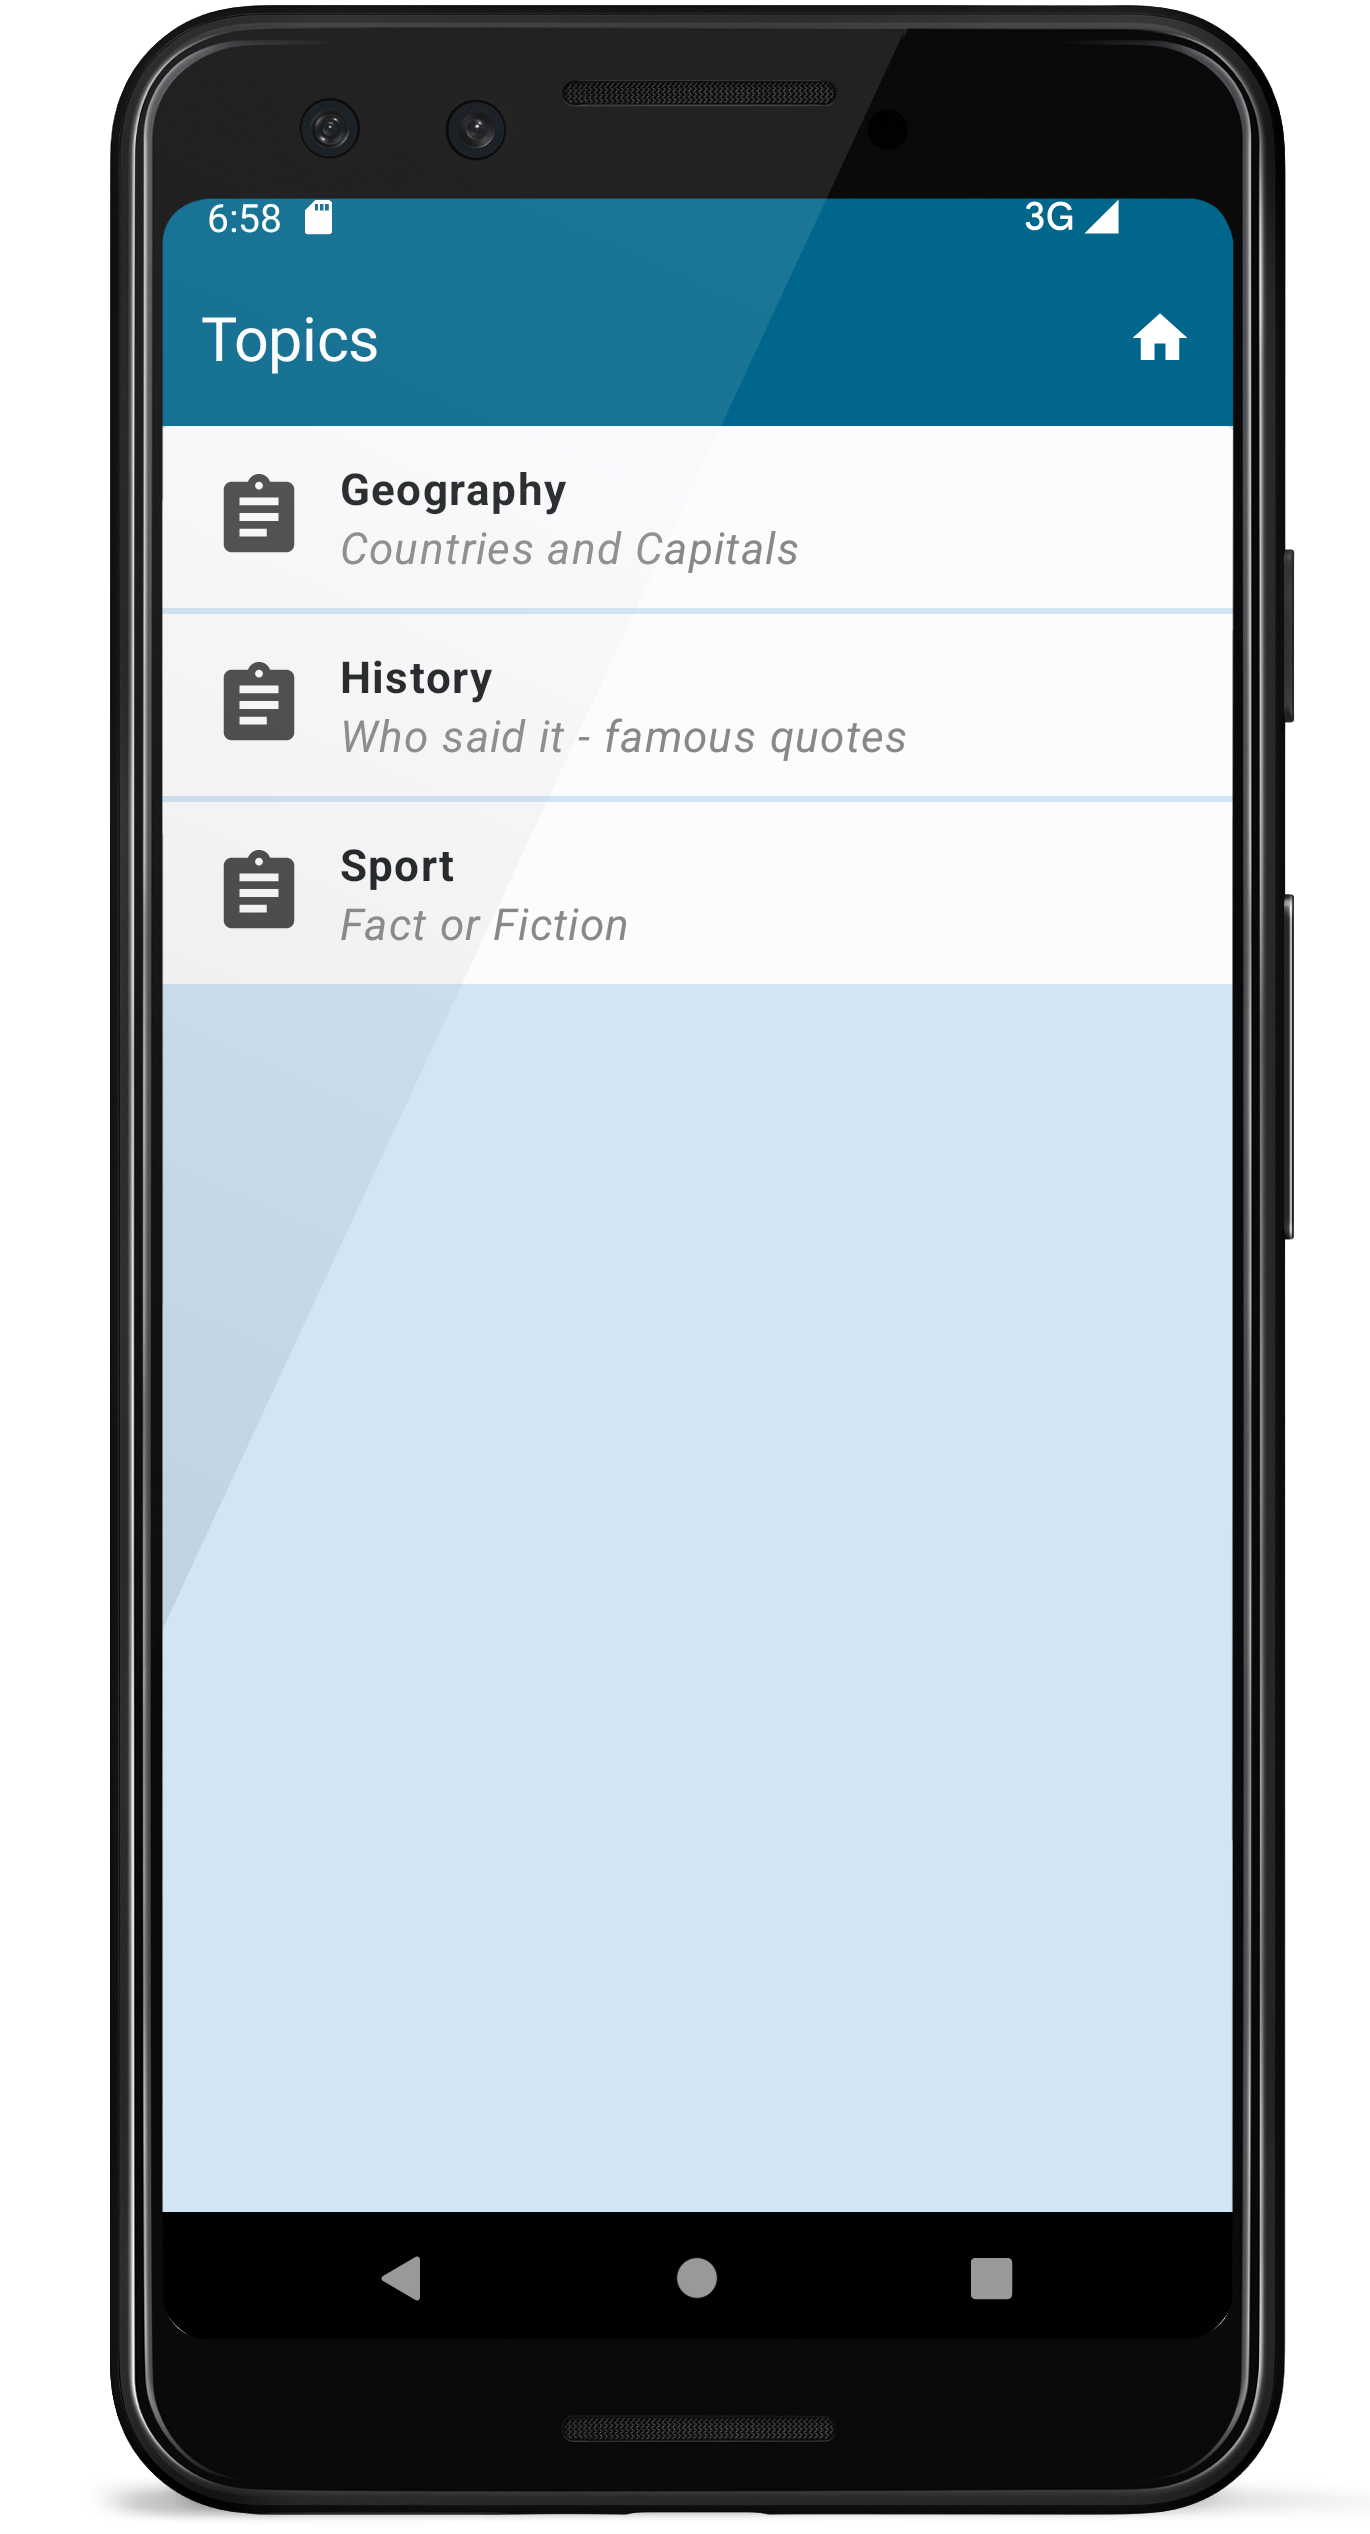 6:58 3G
Topics
Geography
Countries and Capitals
History
Who said it - famous quotes
Sport
Fact or Fiction